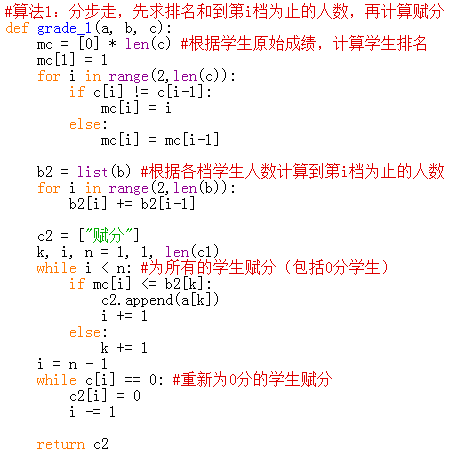 #算法1：分步走，先求排名和到第i档为止的人数，再计算赋分
def grade_1(a, b, c):
    mc = [0] * len(c) #根据学生原始成绩，计算学生排名
    mc[1] = 1
    for i in range(2,len(c)):
        if c[i] != c[i-1]:
            mc[i] = i
        else:
            mc[i] = mc[i-1]

    b2 = list(b) #根据各档学生人数计算到第i档为止的人数
    for i in range(2,len(b)):
        b2[i] += b2[i-1]

    c2 = ["赋分"]
    k, i, n = 1, 1, len(c1)
    while i < n: #为所有的学生赋分（包括0分学生）
        if mc[i] <= b2[k]:
            c2.append(a[k])
            i += 1
        else:
            k += 1
    i = n - 1
    while c[i] == 0: #重新为0分的学生赋分
        c2[i] = 0
        i -= 1

    return c2